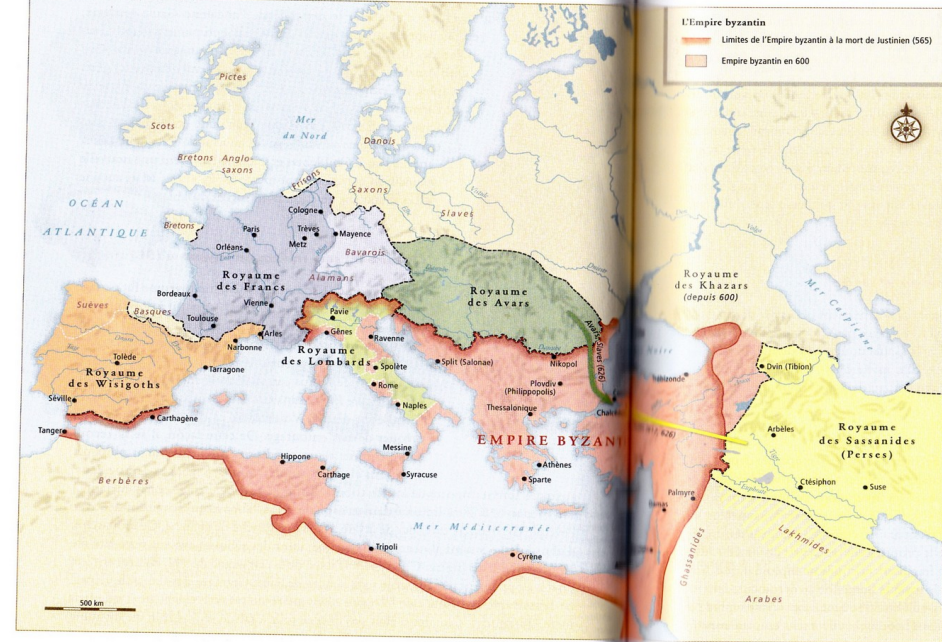 L'Empire byzantin
Limites de l'Empire byzantin à la mort de Justinien (565)
Empire byzantin en 600
Pictes
Scots
Mer
du Nord
Danois
Bretons
Anglo-
saxons
Frisons
Saxons
Slaves
OCÉAN
ATLANTIQUE
Bretons
Cologne
Paris
Trèves
Mayence
Metz
Orléans
Bavarois
Royaume
des Francs
Alamans
Royaume
des Avars
Royaume
des Khazars
(depuis 600)
Volga
Mer Caspienne
Bordeaux
Vienne
Suèves
Basques
Toulouse
Arles
Narbonne
Pavie
Gênes
Ravenne
Royaume
des Lombards
Spolète
Rome
Naples
Split (Salonae)
Danube
Nikopol
Plovdiv
(Philippopolis)
Thessalonique
Tolède
Royaume
des Wisigoths
Tarragone
Séville
Carthagène
Tanger
Dvin (Tibion)
Arbèles
Royaume
des Sassanides
(Perses)
Ctésiphon
Suse
Messine
Syracuse
Hippone
Carthage
Athènes
Sparte
Palmyre
Berbères
Mer Méditerranée
Tripoli
Cyrène
Ghassanides
Lakhmides
Arabes
500 km